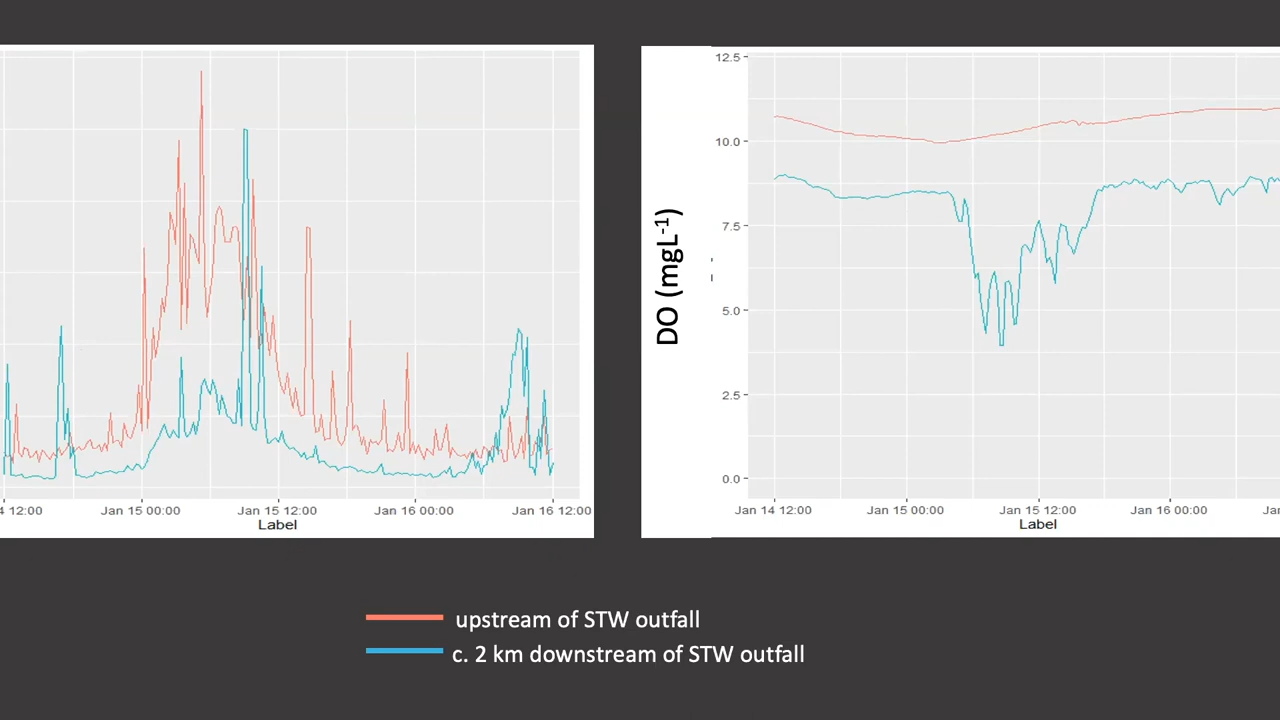 4 12:00
Jan 15 00:00
Jan 15 12:00
Jan 16 00:00
Jan 16 12:00
Label
DO (mgL-1)
12.5
10.0
7.5
5.0
2.5
0.0
Jan 14 12:00
Jan 15 00:00
Jan 15 12:00
Jan 16 00:00
Jan
Label
upstream of STW outfall
c. 2 km downstream of STW outfall